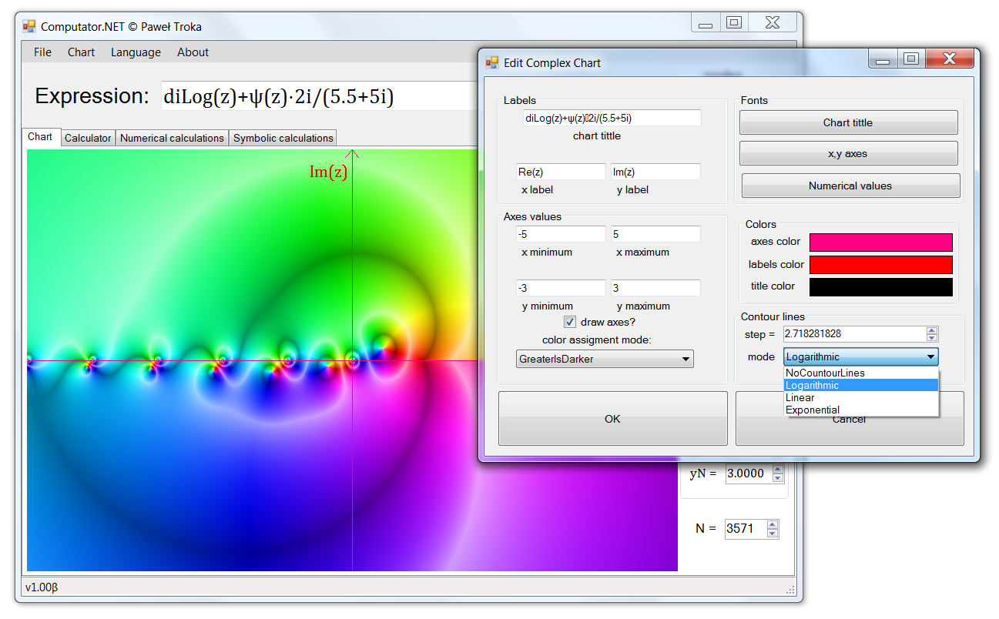 Computator.NET © Paweł Troka
File Chart Language About
Expression: diLog(z)+ψ(z)·2i/(5.5+5i)
Chart Calculator Numerical calculations Symbolic calculations
Im(z)
yN = 3.0000
N = 3571
v1.00β
Edit Complex Chart
Labels
diLog(z)+ψ(z)▯2i/(5.5+5i)
chart tittle
Re(z) Im(z)
x label y label
Axes values
-5 5
x minimum x maximum
-3 3
y minimum y maximum
draw axes?
color assigment mode:
GreaterIsDarker
Fonts
Chart tittle
x,y axes
Numerical values
Colors
axes color
labels color
title color
Contour lines
step = 2.718281828
mode Logarithmic
NoCountourLines
Logarithmic
Linear
Exponential
OK
Cancel